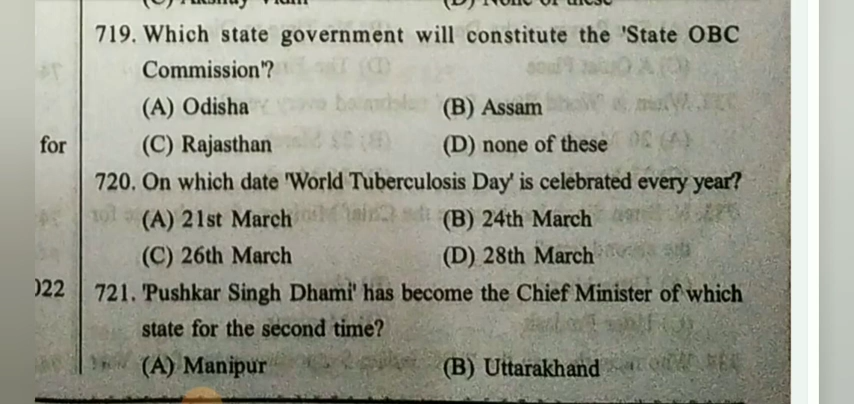 719. Which state government will constitute the 'State OBC
Commission'?
(A) Odisha (B) Assam
for
(C) Rajasthan (D) none of these
720. On which date 'World Tuberculosis Day' is celebrated every year?
(A) 21st March (B) 24th March
(C) 26th March (D) 28th March
022
721. 'Pushkar Singh Dhami' has become the Chief Minister of which
state for the second time?
(A) Manipur (B) Uttarakhand